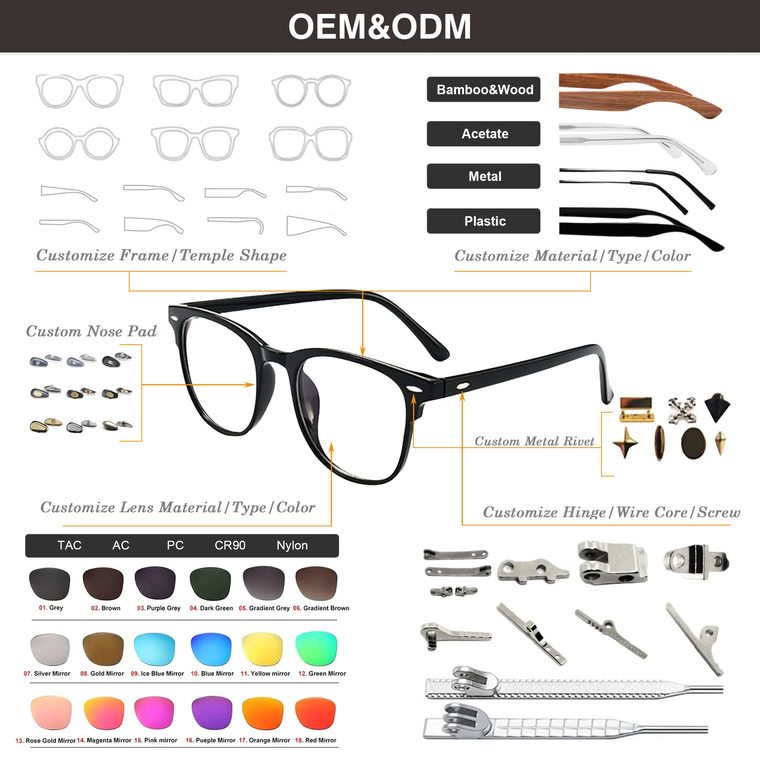 OEM&ODM
Bamboo&Wood
Acetate
Metal
Plastic
Customize Frame/Temple Shape
Customize Material/Type/Color
Custom Nose Pad
Custom Metal Rivet
Customize Lens Material/Type/Color
Customize Hinge/Wire Core/Screw
TAC AC PC CR90 Nylon
01. Grey 02. Brown 03. Purple Grey 04. Dark Green 05. Gradient Grey 06. Gradient Brown
07. Silver Mirror 08. Gold Mirror 09. Ice Blue Mirror 10. Blue Mirror 11. Yellow mirror 12. Green Mirror
13. Rose Gold Mirror 14. Magenta Mirror 15. Pink mirror 16. Pueple Mirror 17. Orange Mirror 18. Red Mirror